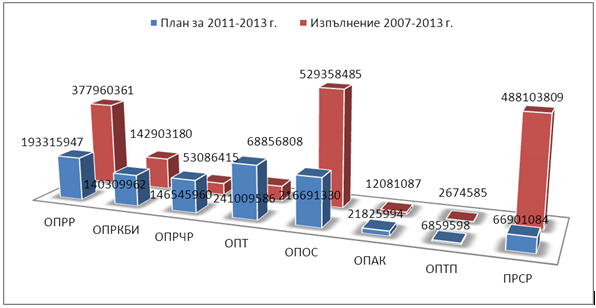 План за 2011-2013 г. Изпълнение 2007-2013 г.
529358485
488103809
377960361
193315947
142903180
53086415
68856808
140309962
146545960
241009586
216691330
12081087
2674585
21825994
6859598
66901084
ОПРР
ОПРКБИ
ОПРЧР
ОПТ
ОПОС
ОПАК
ОПТП
ПРСР